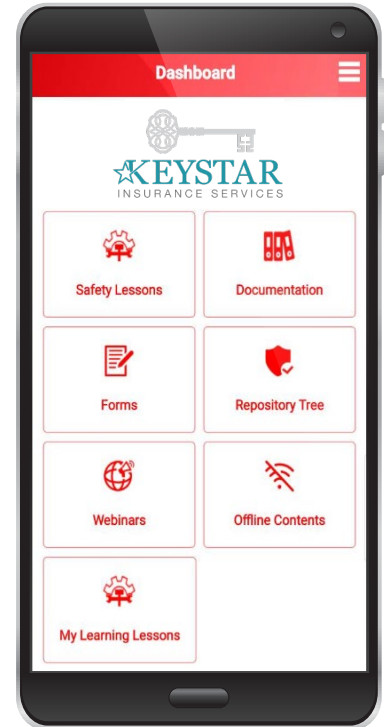 Dashboard
KEYSTAR
INSURANCE SERVICES
Safety Lessons
Documentation
Forms
Repository Tree
Webinars
Offline Contents
My Learning Lessons